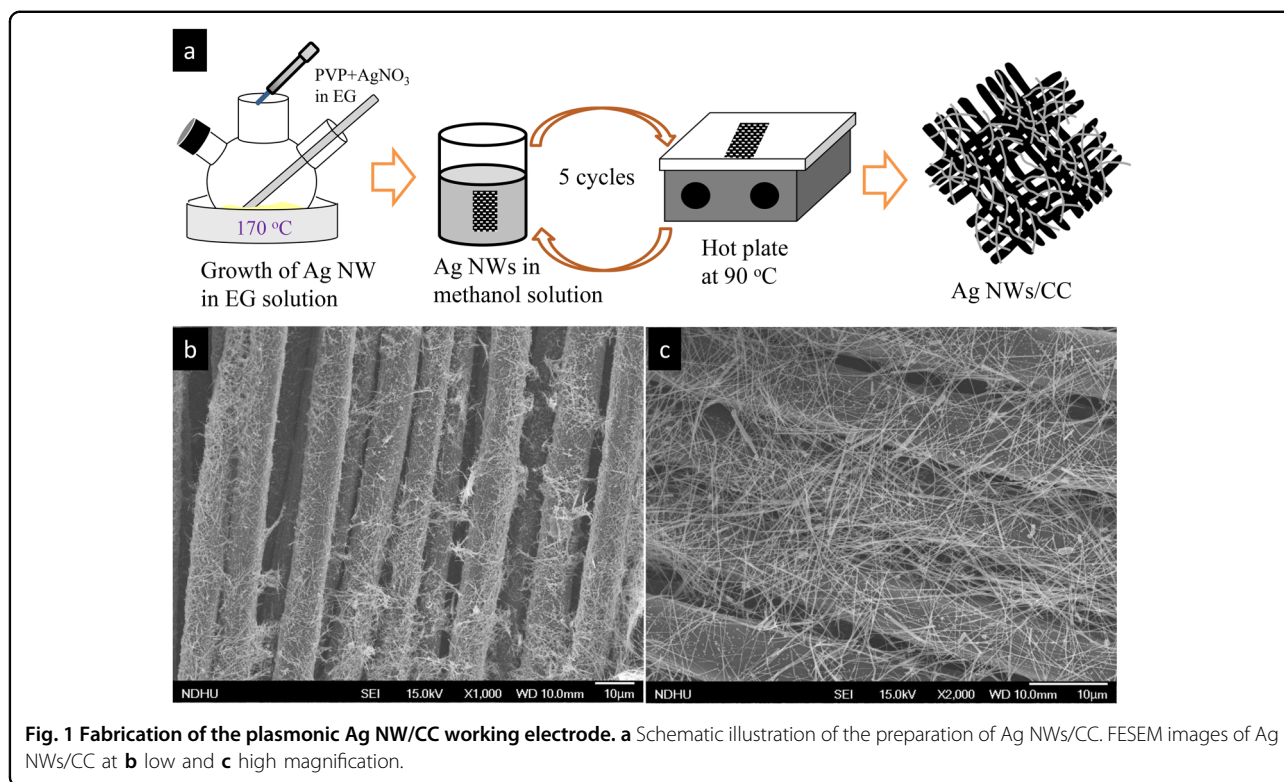 a
PVP+AgNO₃
in EG
170 °C
Growth of Ag NW
in EG solution
5 cycles
Ag NWs in
methanol solution
Hot plate
at 90 °C
Ag NWs/CC
b
NDHU SEI 15.0kV X1,000 WD 10.0mm 10µm
c
NDHU SEI 15.0kV X2,000 WD 10.0mm 10µm
Fig. 1 Fabrication of the plasmonic Ag NW/CC working electrode. a Schematic illustration of the preparation of Ag NWs/CC. FESEM images of Ag
NWs/CC at b low and c high magnification.